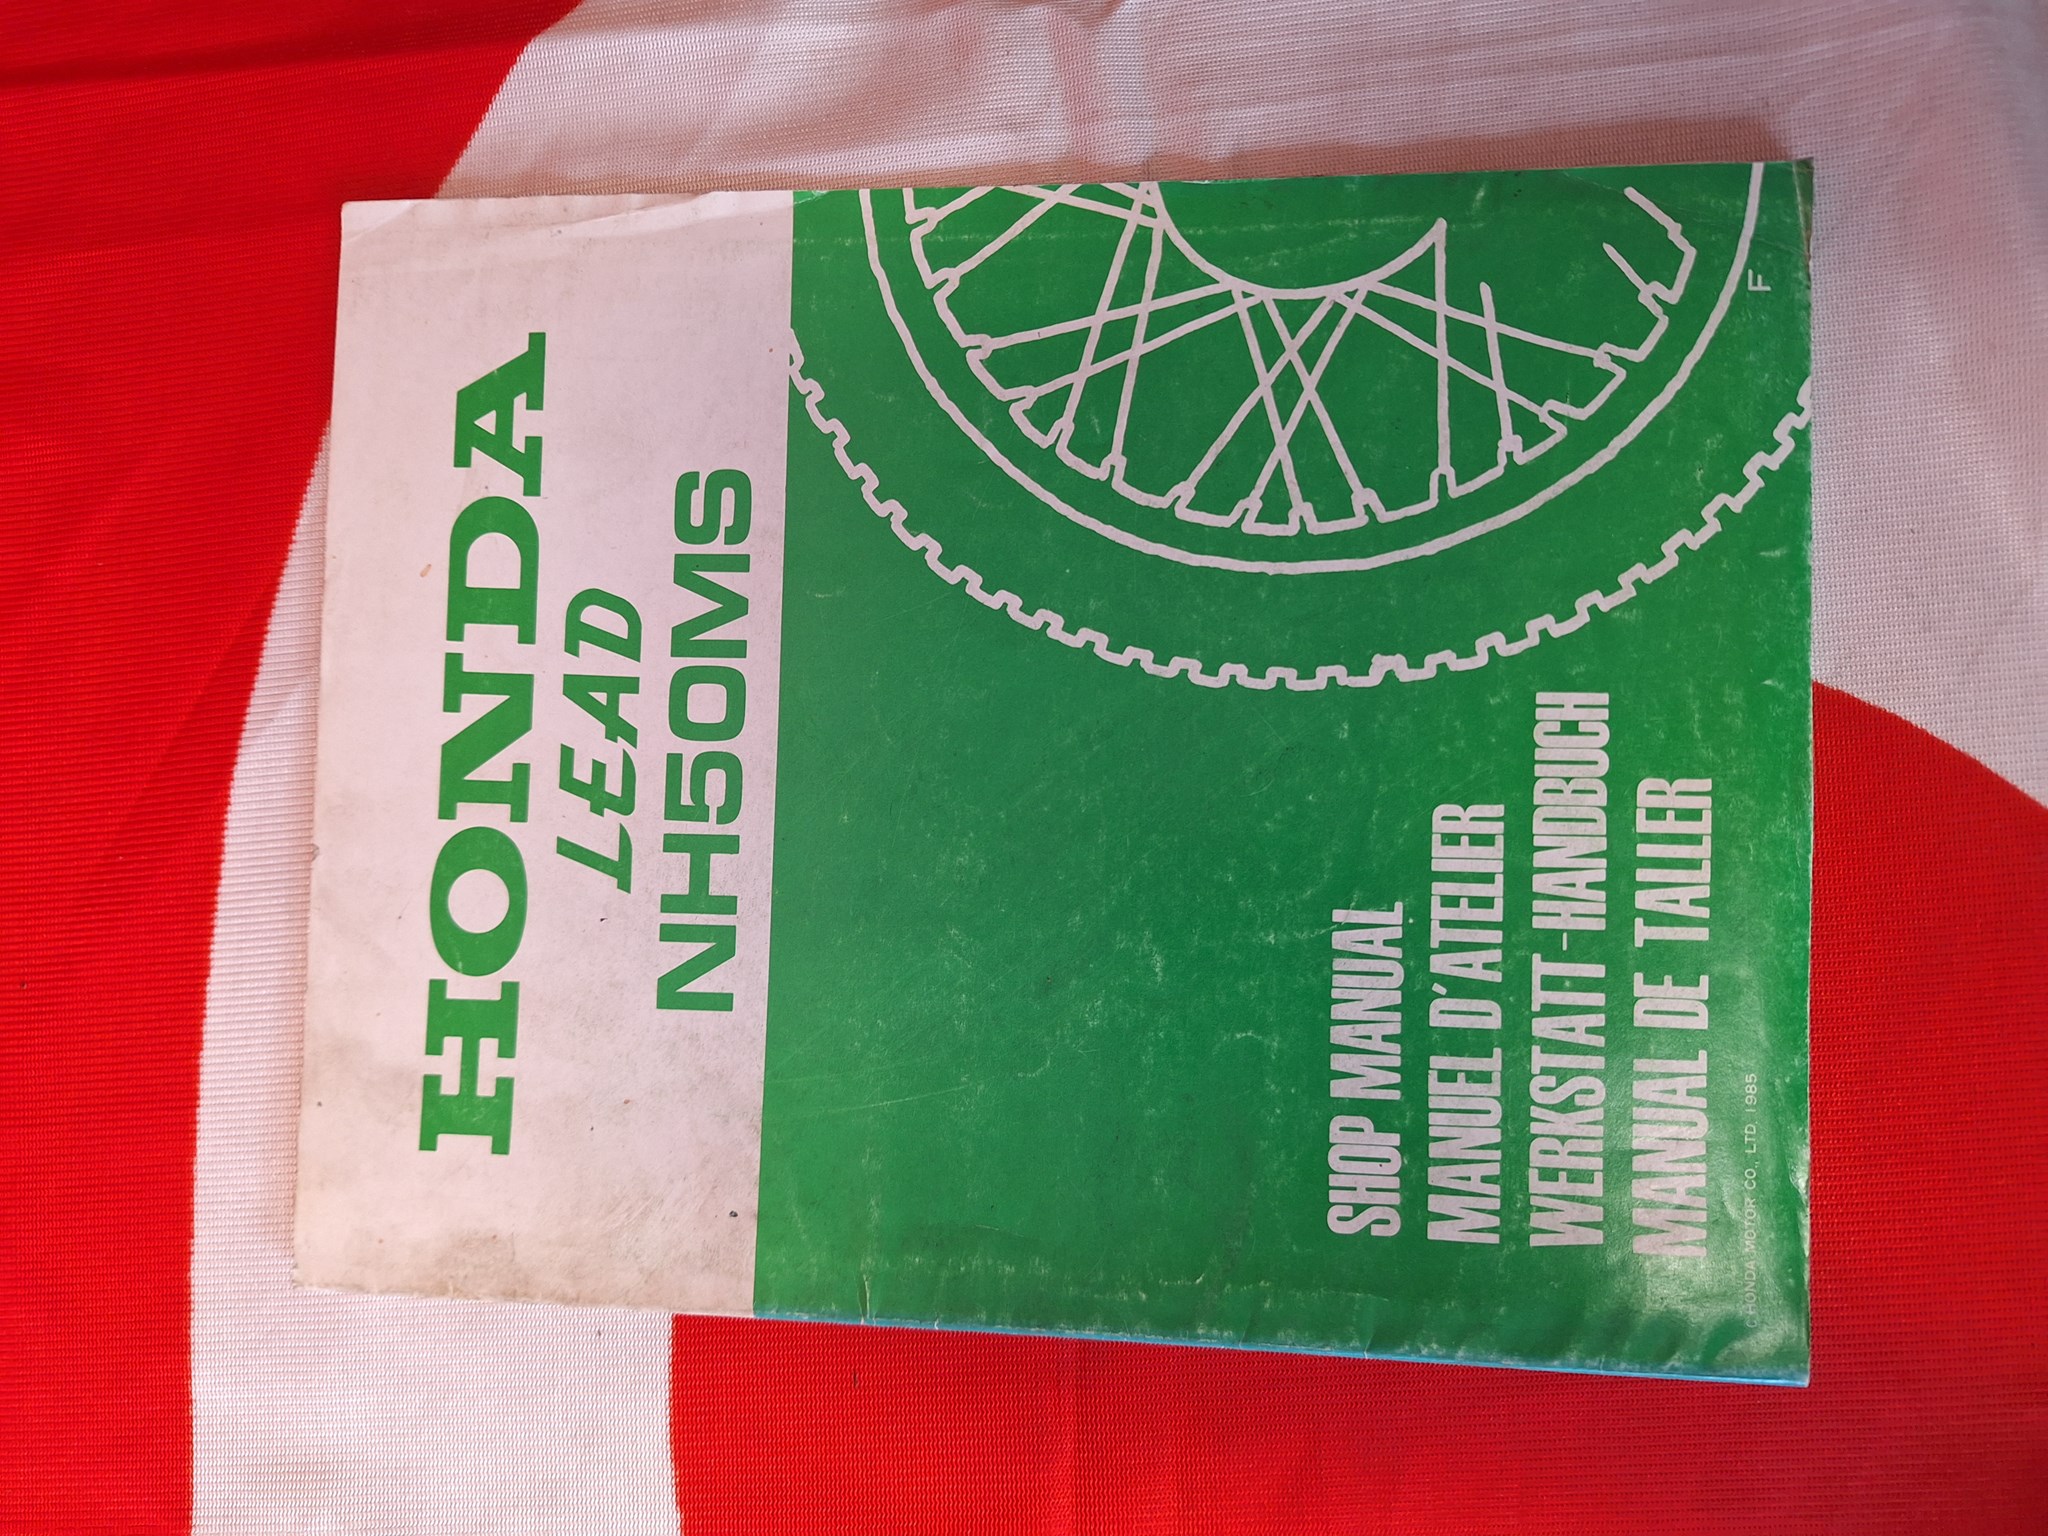 HONDA
LEAD
NH50MS
SHOP MANUAL
MANUEL D'ATELIER
WERKSTATT-HANDBUCH
MANUAL DE TALLER
HONDA MOTOR CO., LTD 1985
F